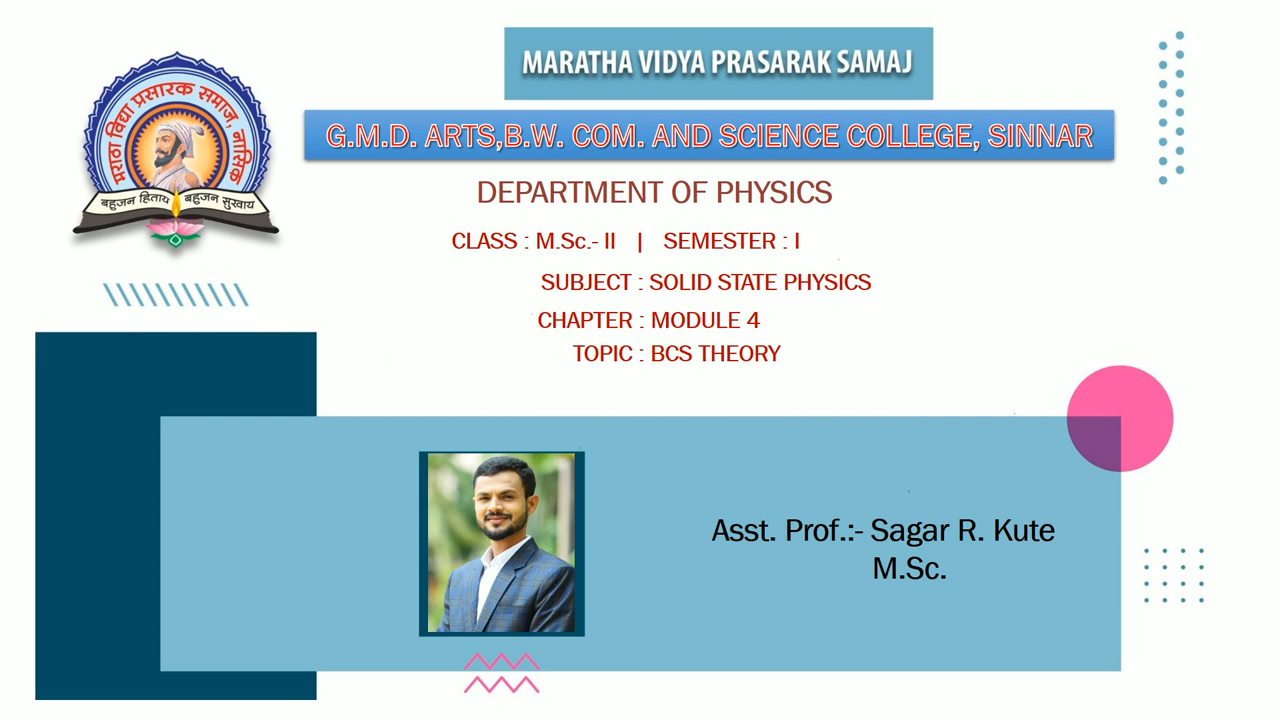 MARATHA VIDYA PRASARAK SAMAJ
G.M.D. ARTS,B.W. COM. AND SCIENCE COLLEGE, SINNAR
मराठा विद्या प्रसारक समाज, नाशिक
बहुजन हिताय बहुजन सुखाय
DEPARTMENT OF PHYSICS
CLASS : M.Sc.- II | SEMESTER : I
SUBJECT : SOLID STATE PHYSICS
CHAPTER : MODULE 4
TOPIC : BCS THEORY
Asst. Prof.:- Sagar R. Kute
M.Sc.